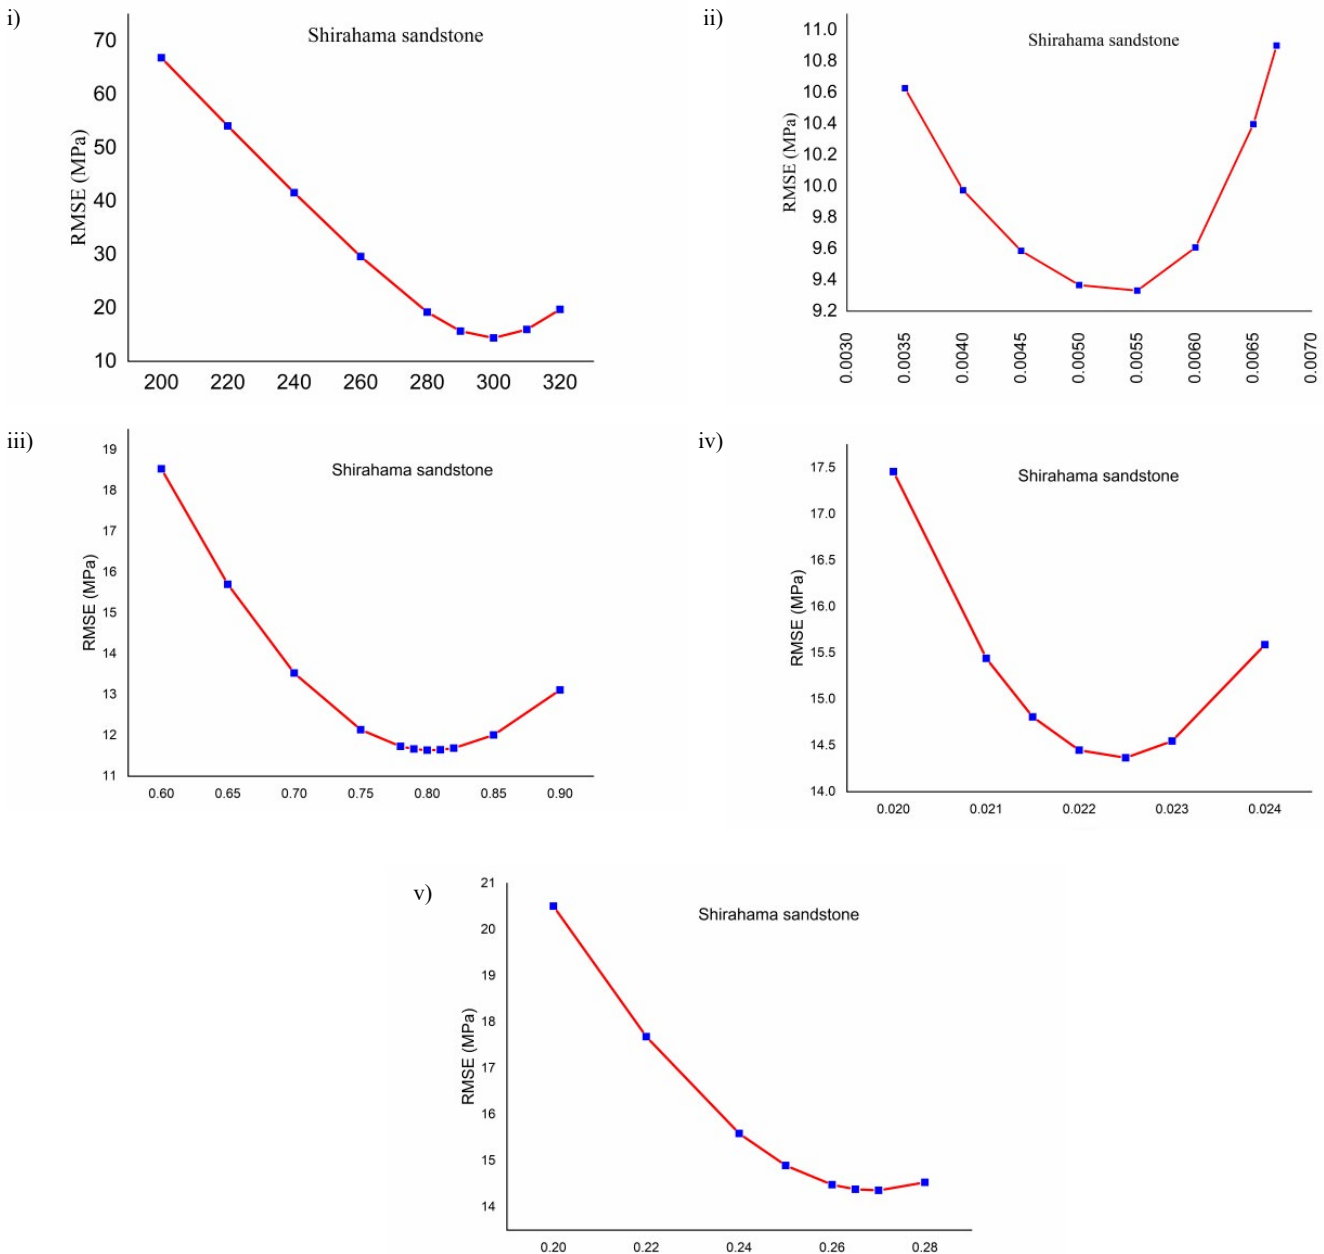 i)
Shirahama sandstone
RMSE (MPa)
70
60
50
40
30
20
10
200 220 240 260 280 300 320
ii)
Shirahama sandstone
RMSE (MPa)
11.0
10.8
10.6
10.4
10.2
10.0
9.8
9.6
9.4
9.2
0.0030 0.0035 0.0040 0.0045 0.0050 0.0055 0.0060 0.0065 0.0070
iii)
Shirahama sandstone
RMSE (MPa)
19
18
17
16
15
14
13
12
11
0.60 0.65 0.70 0.75 0.80 0.85 0.90
iv)
Shirahama sandstone
RMSE (MPa)
17.5
17.0
16.5
16.0
15.5
15.0
14.5
14.0
0.020 0.021 0.022 0.023 0.024
v)
Shirahama sandstone
RMSE (MPa)
21
20
19
18
17
16
15
14
0.20 0.22 0.24 0.26 0.28